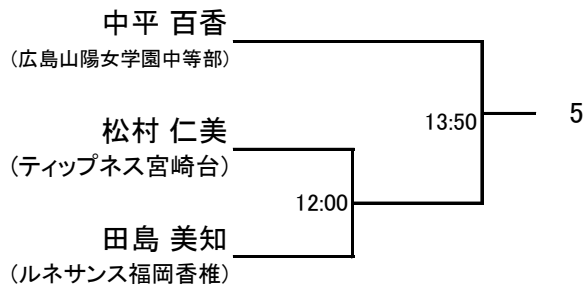 中平 百香
（広島山陽女学園中等部）
13:50
5
松村 仁美
（ティップネス宮崎台）
12:00
田島 美知
（ルネサンス福岡香椎）